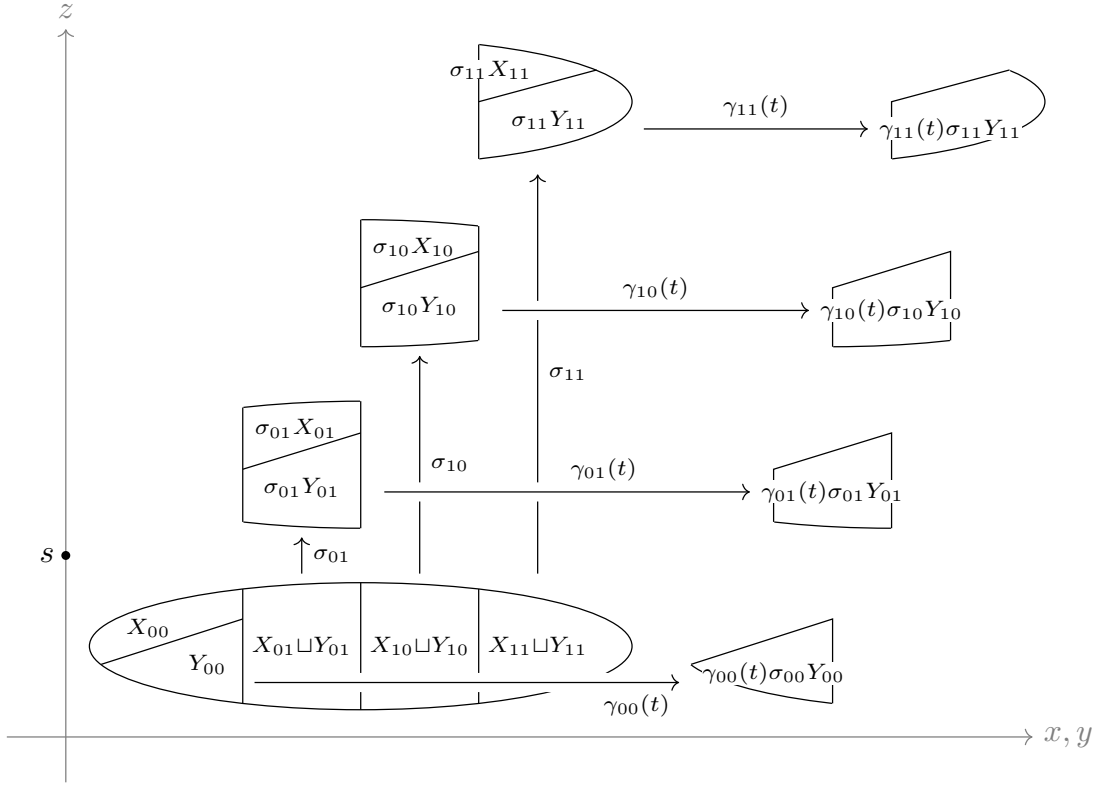 z
σ₁₁X₁₁
σ₁₁Y₁₁
γ₁₁(t)
γ₁₁(t)σ₁₁Y₁₁
σ₁₀X₁₀
σ₁₀Y₁₀
γ₁₀(t)
γ₁₀(t)σ₁₀Y₁₀
σ₁₁
σ₀₁X₀₁
σ₀₁Y₀₁
σ₁₀
γ₀₁(t)
γ₀₁(t)σ₀₁Y₀₁
s
σ₀₁
X₀₀
Y₀₀
X₀₁⊔Y₀₁
X₁₀⊔Y₁₀
X₁₁⊔Y₁₁
γ₀₀(t)
γ₀₀(t)σ₀₀Y₀₀
x, y